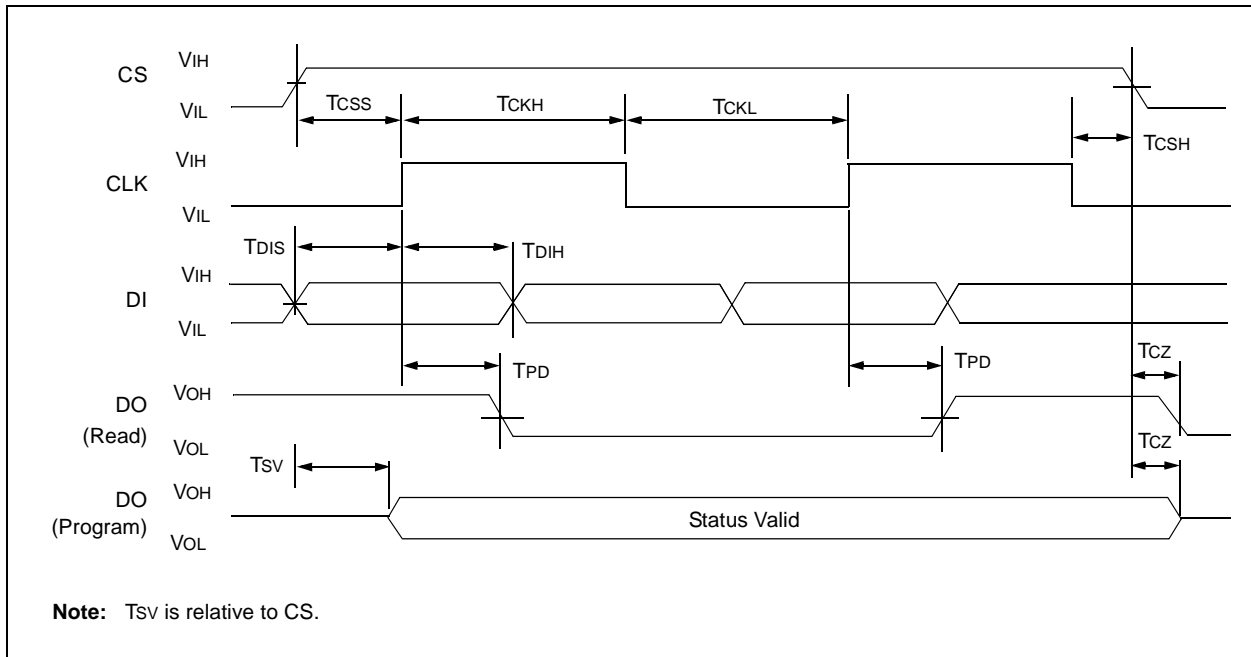 CS
VIH
VIL
TCSS
TCKH
TCKL
TCSH
CLK
VIH
VIL
TDIS
TDIH
DI
VIH
VIL
TPD
TPD
TCZ
DO
(Read)
VOH
VOL
TSV
TCZ
DO
(Program)
VOH
VOL
Status Valid
Note: TSV is relative to CS.